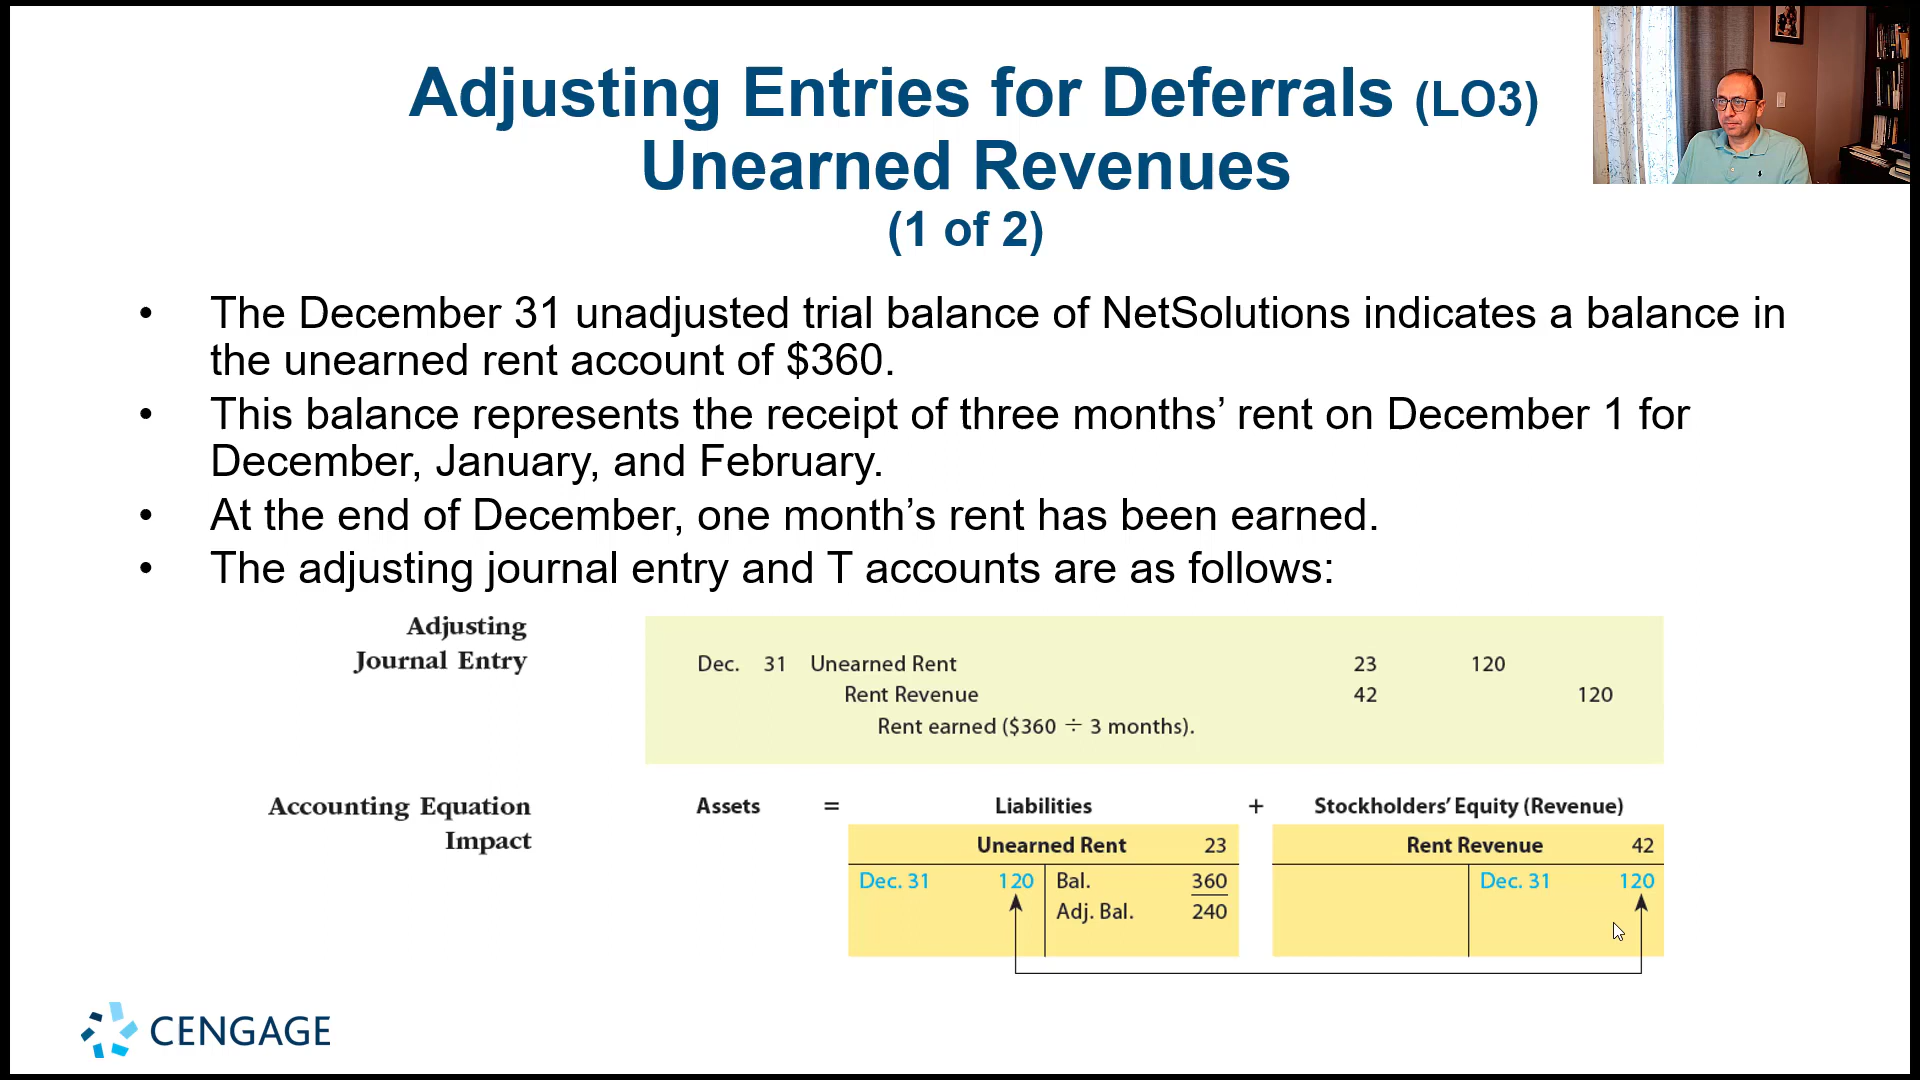 Adjusting Entries for Deferrals (LO3)
Unearned Revenues
(1 of 2)
• The December 31 unadjusted trial balance of NetSolutions indicates a balance in
the unearned rent account of $360.
• This balance represents the receipt of three months’ rent on December 1 for
December, January, and February.
• At the end of December, one month’s rent has been earned.
• The adjusting journal entry and T accounts are as follows:
Adjusting
Journal Entry
Dec. 31 Unearned Rent 23 120
Rent Revenue 42 120
Rent earned ($360 ÷ 3 months).
Accounting Equation
Impact
Assets = Liabilities + Stockholders’ Equity (Revenue)
Unearned Rent 23 Rent Revenue 42
Dec. 31 120 Bal. 360 Dec. 31 120
Adj. Bal. 240
CENGAGE